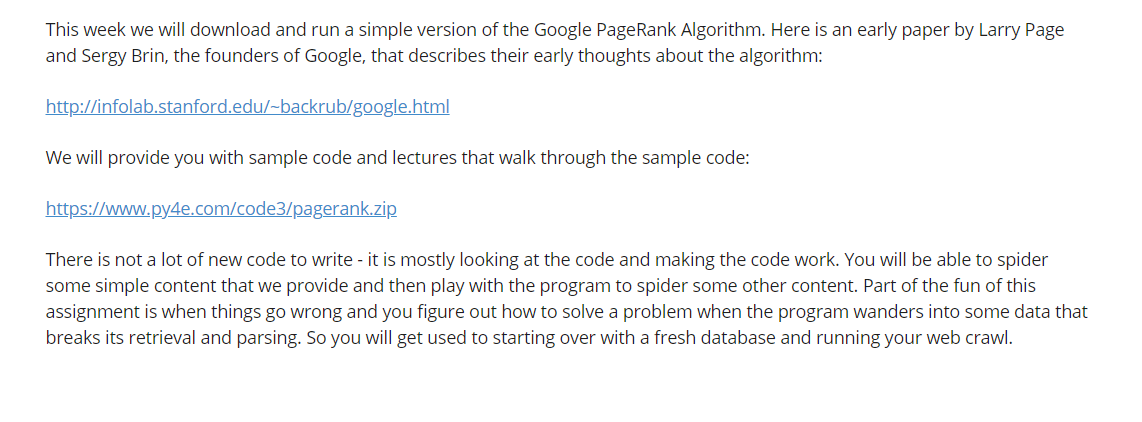 This week we will download and run a simple version of the Google PageRank Algorithm. Here is an early paper by Larry Page
and Sergy Brin, the founders of Google, that describes their early thoughts about the algorithm:
http://infolab.stanford.edu/~backrub/google.html
We will provide you with sample code and lectures that walk through the sample code:
https://www.py4e.com/code3/pagerank.zip
There is not a lot of new code to write - it is mostly looking at the code and making the code work. You will be able to spider
some simple content that we provide and then play with the program to spider some other content. Part of the fun of this
assignment is when things go wrong and you figure out how to solve a problem when the program wanders into some data that
breaks its retrieval and parsing. So you will get used to starting over with a fresh database and running your web crawl.